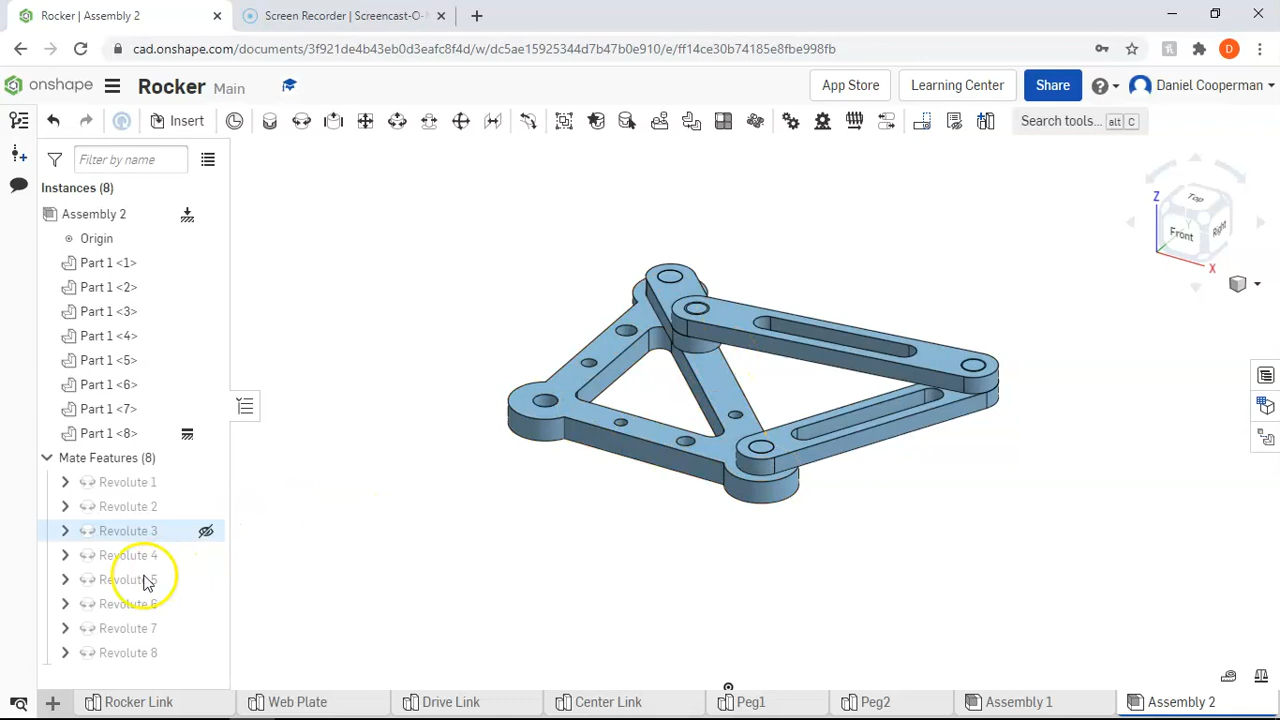 Rocker | Assembly 2
Screen Recorder | Screencast-O-M
cad.onshape.com/documents/3f921de4b43eb0d3eafc8f4d/w/dc5ae15925344d7b47b0e910/e/ff14ce30b74185e8fbe998fb
D
onshape
Rocker Main
App Store
Learning Center
Share
Daniel Cooperman
Insert
Search tools... alt C
Filter by name
Instances (8)
Assembly 2
Origin
Part 1 <1>
Part 1 <2>
Part 1 <3>
Part 1 <4>
Part 1 <5>
Part 1 <6>
Part 1 <7>
Part 1 <8>
Mate Features (8)
Revolute 1
Revolute 2
Revolute 3
Revolute 4
Revolute 5
Revolute 6
Revolute 7
Revolute 8
Z
Top
Front
Right
X
Rocker Link
Web Plate
Drive Link
Center Link
Peg1
Peg2
Assembly 1
Assembly 2